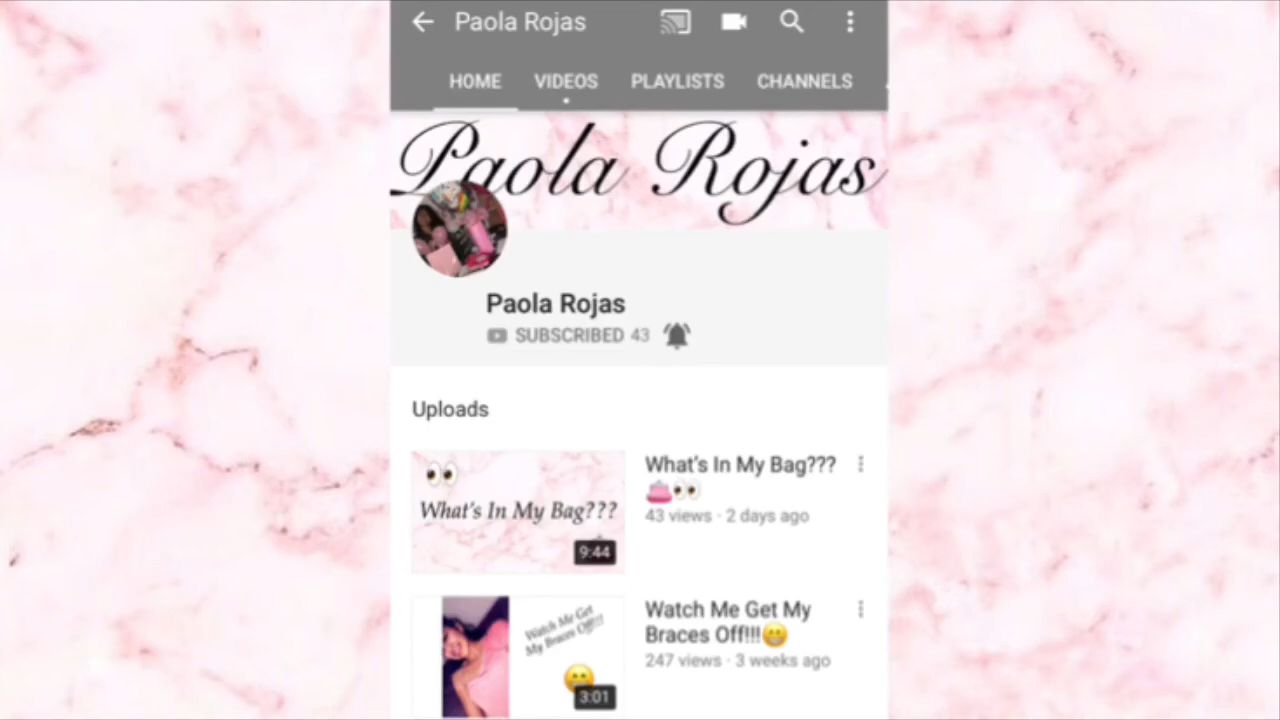 Paola Rojas
HOME VIDEOS PLAYLISTS CHANNELS
Paola Rojas
Paola Rojas
SUBSCRIBED 43
Uploads
What's In My Bag???
9:44
What's In My Bag???
👛👀
43 views · 2 days ago
Watch Me Get
My Braces Off!!!
3:01
Watch Me Get My
Braces Off!!!😬
247 views · 3 weeks ago